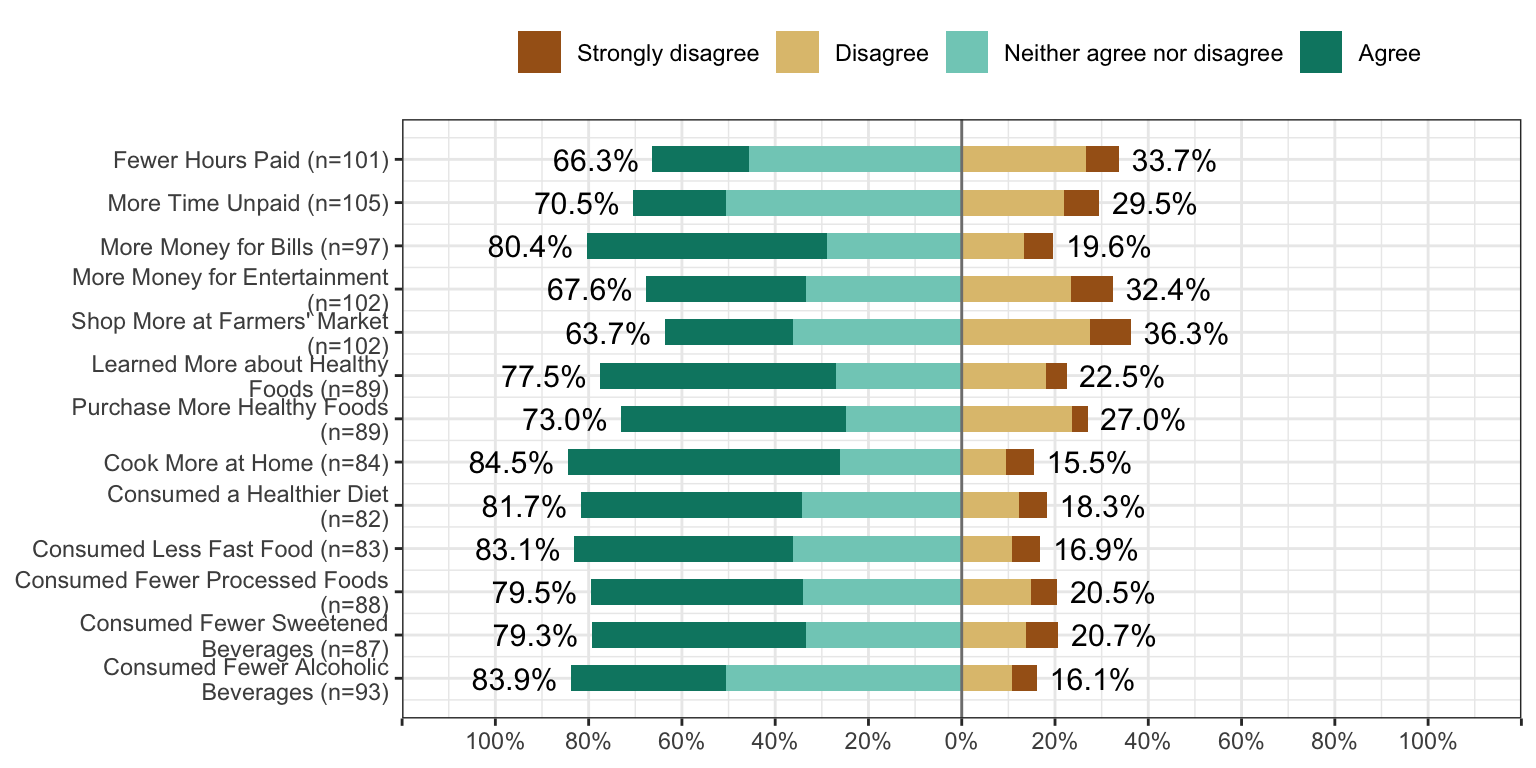 Strongly disagree Disagree Neither agree nor disagree Agree
Fewer Hours Paid (n=101) 66.3% 33.7%
More Time Unpaid (n=105) 70.5% 29.5%
More Money for Bills (n=97) 80.4% 19.6%
More Money for Entertainment
(n=102) 67.6% 32.4%
Shop More at Farmers' Market
(n=102) 63.7% 36.3%
Learned More about Healthy
Foods (n=89) 77.5% 22.5%
Purchase More Healthy Foods
(n=89) 73.0% 27.0%
Cook More at Home (n=84) 84.5% 15.5%
Consumed a Healthier Diet
(n=82) 81.7% 18.3%
Consumed Less Fast Food (n=83) 83.1% 16.9%
Consumed Fewer Processed Foods
(n=88) 79.5% 20.5%
Consumed Fewer Sweetened
Beverages (n=87) 79.3% 20.7%
Consumed Fewer Alcoholic
Beverages (n=93) 83.9% 16.1%
100% 80% 60% 40% 20% 0% 20% 40% 60% 80% 100%